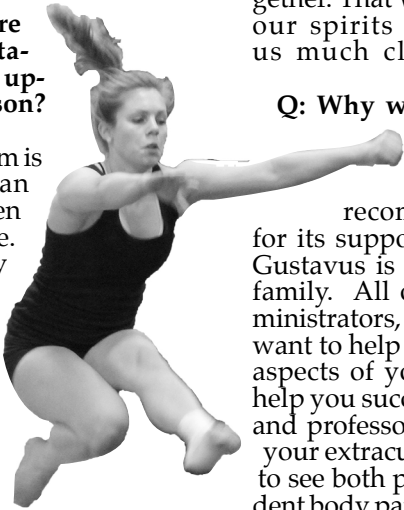 re
ta-
up-
son?
m is
an
en
e.
y
gether. That
our spirits
us much cl
Q: Why w
recon
for its suppo
Gustavus is
family. All
ministrators,
want to help
aspects of yo
help you succ
and professo
your extracu
to see both p
dent body pa